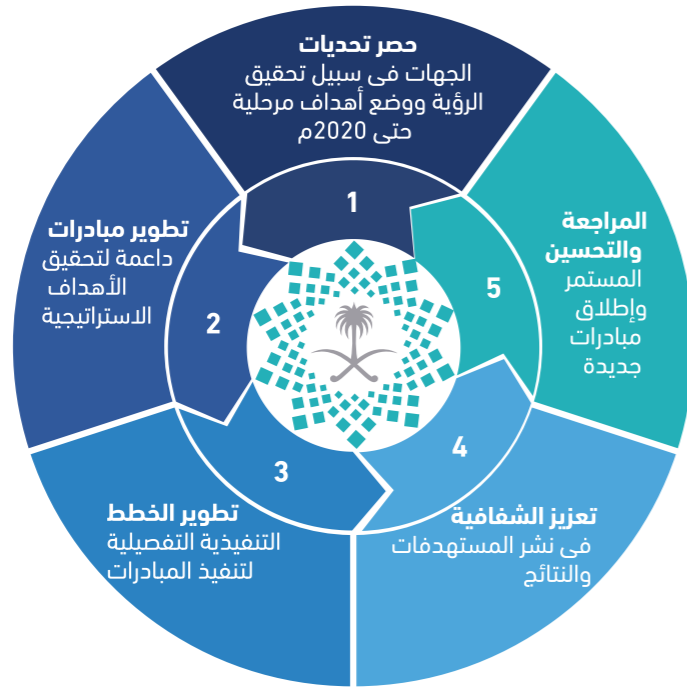 حصر تحديات
الجهات فى سبيل تحقيق
الرؤية ووضع أهداف مرحلية
حتى 2020م
1
تطوير مبادرات
داعمة لتحقيق
الأهداف
الاستراتيجية
2
تطوير الخطط
التنفيذية التفصيلية
لتنفيذ المبادرات
3
تعزيز الشفافية
فى نشر المستهدفات
والنتائج
4
المراجعة
والتحسين
المستمر
وإطلاق
مبادرات
جديدة
5